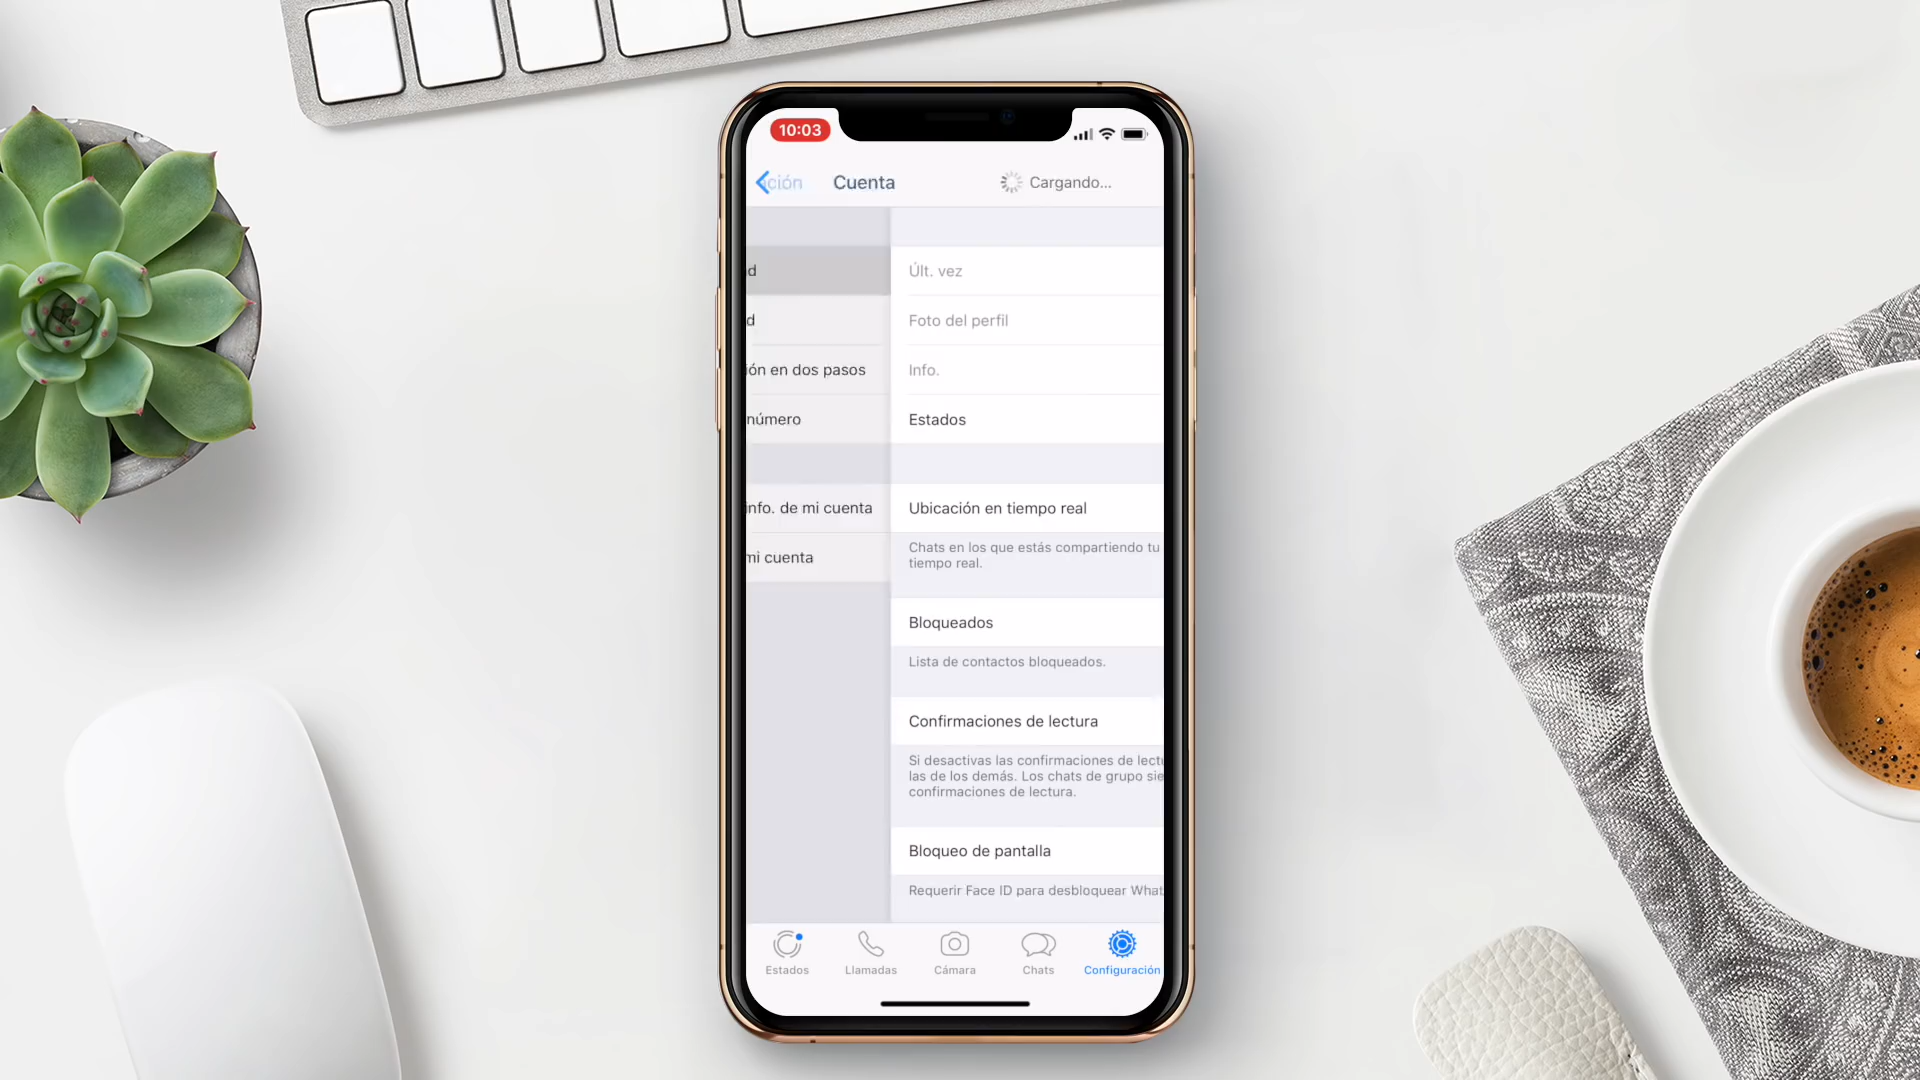 10:03
ción
Cuenta
Cargando...
d
d
ón en dos pasos
número
info. de mi cuenta
mi cuenta
Últ. vez
Foto del perfil
Info.
Estados
Ubicación en tiempo real
Chats en los que estás compartiendo tu
tiempo real.
Bloqueados
Lista de contactos bloqueados.
Confirmaciones de lectura
Si desactivas las confirmaciones de lectu
las de los demás. Los chats de grupo sie
confirmaciones de lectura.
Bloqueo de pantalla
Requerir Face ID para desbloquear What
Estados
Llamadas
Cámara
Chats
Configuración